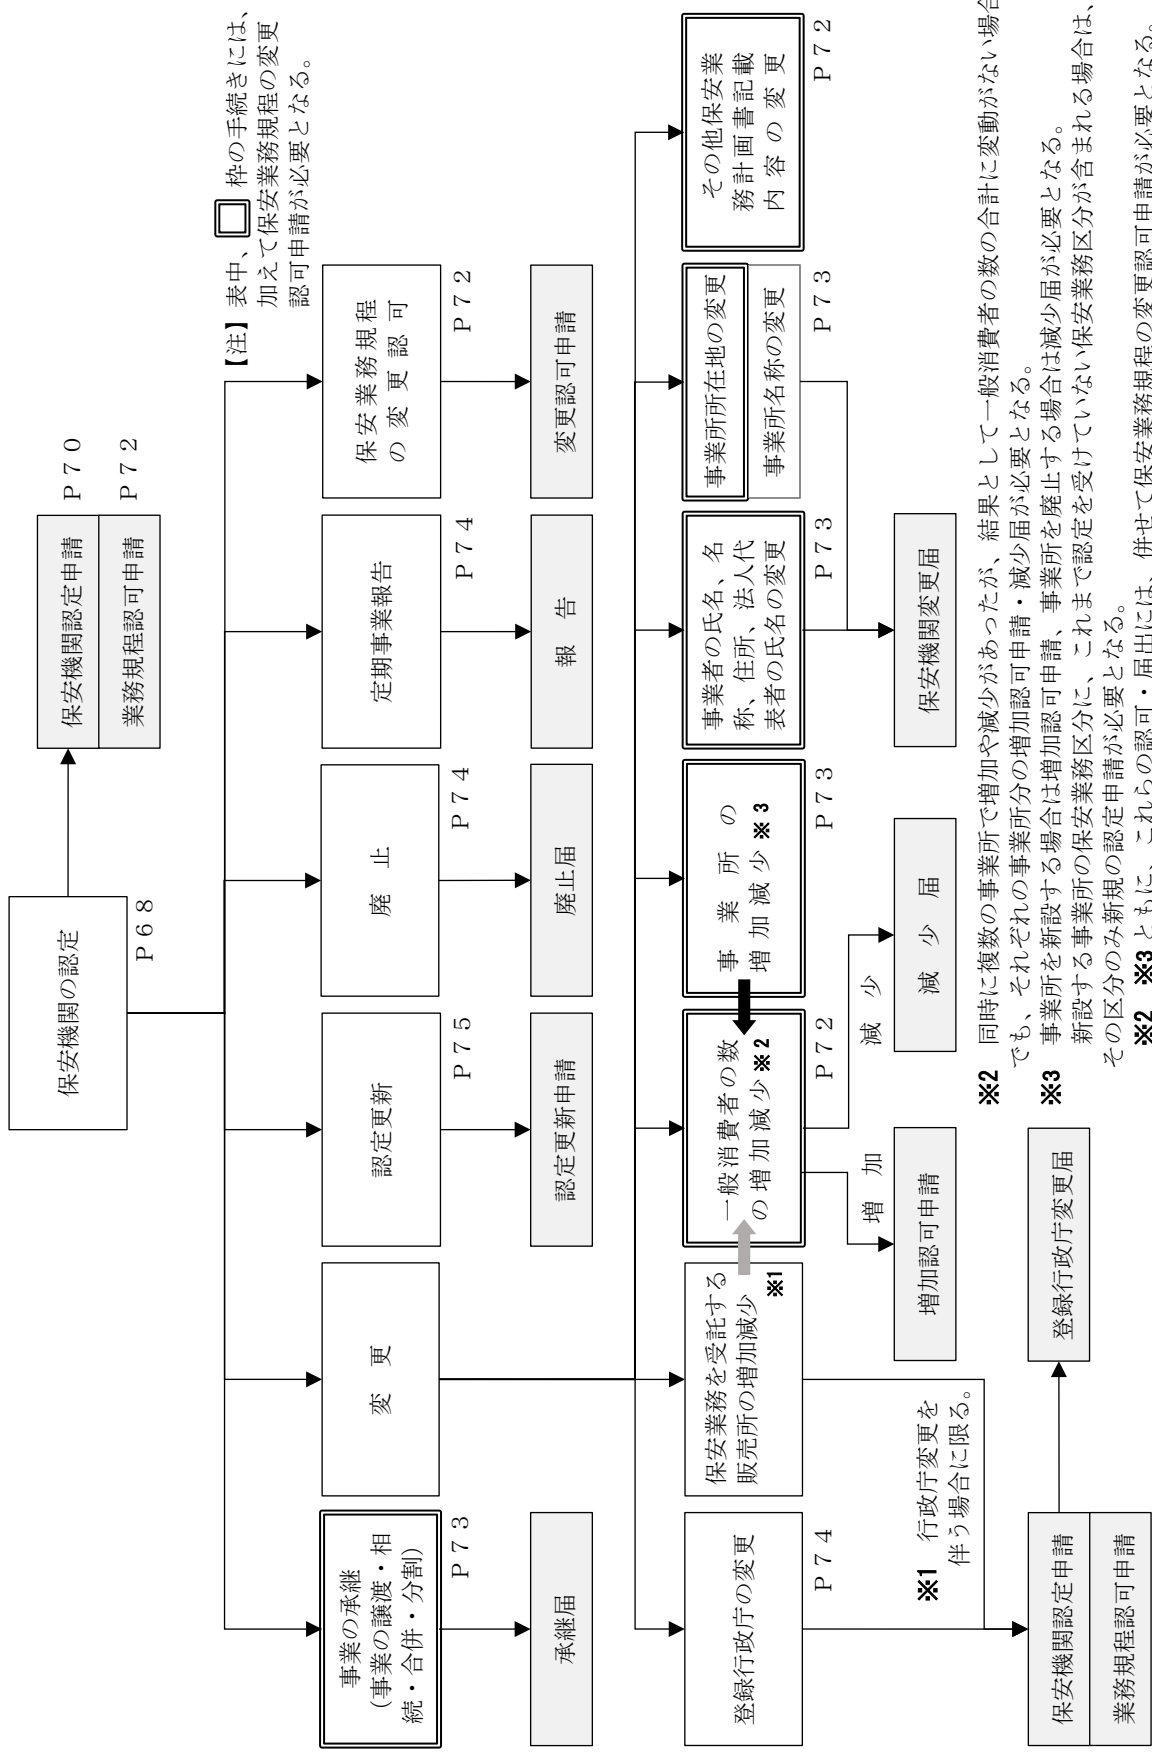 保安機関の認定
P68
保安機関認定申請
P70
業務規程認可申請
P72
【注】 表中、 枠の手続きには、
加えて保安業務規程の変更
認可申請が必要となる。
事業の承継
(事業の譲渡・相
続・合併・分割)
P73
承継届
変 更
認定更新
P75
認定更新申請
廃 止
P74
廃止届
定期事業報告
P74
報 告
保安業務規程
の変更認可
P72
変更認可申請
登録行政庁の変更
P74
保安業務を受託する
販売所の増加減少
※1
一般消費者の数
の増加減少※2
P72
事業所の
増加減少※3
P73
事業者の氏名、名
称、住所、法人代
表者の氏名の変更
P73
事業所所在地の変更
事業所名称の変更
P73
その他保安業
務計画書記載
内容の変更
P72
※1 行政庁変更を
伴う場合に限る。
増 加
増加認可申請
減 少
減 少 届
保安機関変更届
保安機関認定申請
業務規程認可申請
登録行政庁変更届
※2 同時に複数の事業所で増加や減少があったが、結果として一般消費者の数の合計に変動がない場合
でも、それぞれの事業所分の増加認可申請・減少届が必要となる。
※3 事業所を新設する場合は増加認可申請、事業所を廃止する場合は減少届が必要となる。
新設する事業所の保安業務区分に、これまで認定を受けていない保安業務区分が含まれる場合は、
その区分のみ新規の認定申請が必要となる。
※2 ※3ともに、これらの認可・届出には、併せて保安業務規程の変更認可申請が必要となる。